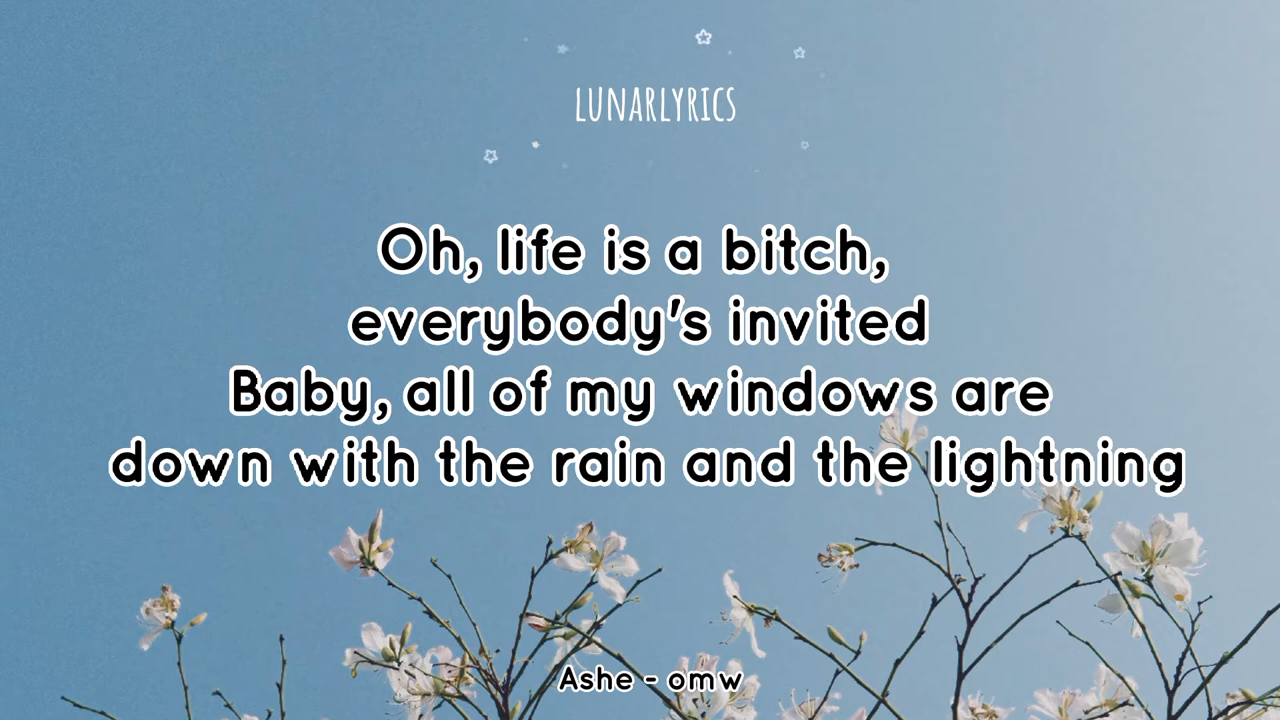 LUNARLYRICS
Oh, life is a bitch,
everybody's invited
Baby, all of my windows are
down with the rain and the lightning
Ashe - omw